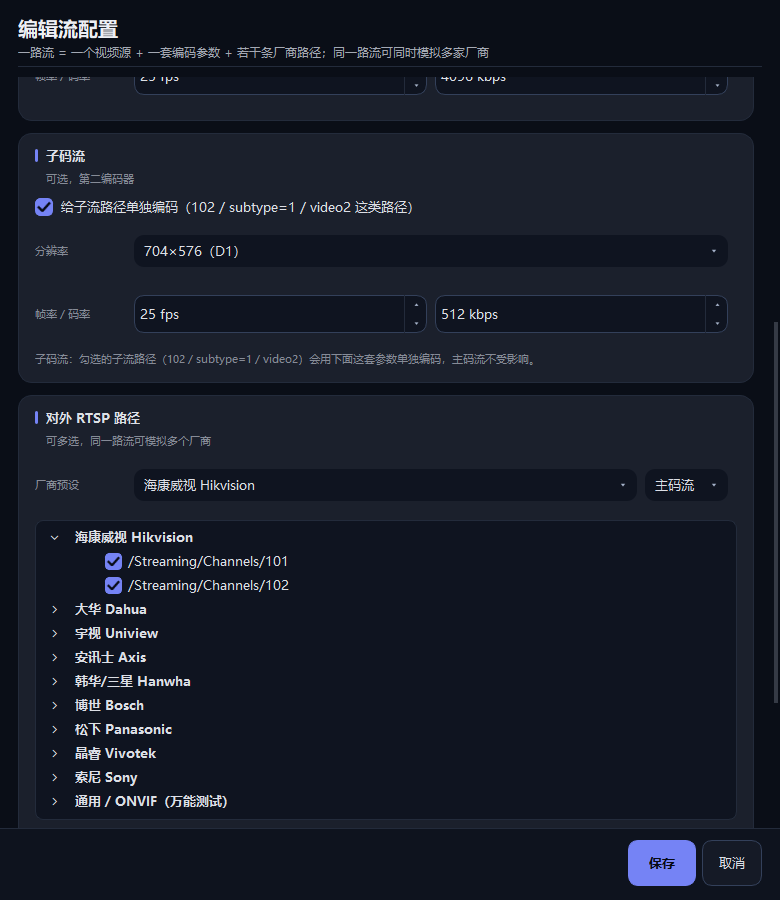 编辑流配置
一路流 = 一个视频源 + 一套编码参数 + 若干条厂商路径；同一路流可同时模拟多家厂商
帧率 / 码率 25 fps 4096 kbps
子码流
可选，第二编码器
给子流路径单独编码（102 / subtype=1 / video2 这类路径）
分辨率 704×576（D1）
帧率 / 码率 25 fps 512 kbps
子码流：勾选的子流路径（102 / subtype=1 / video2）会用下面这套参数单独编码，主码流不受影响。
对外 RTSP 路径
可多选，同一路流可模拟多个厂商
厂商预设 海康威视 Hikvision 主码流
海康威视 Hikvision
/Streaming/Channels/101
/Streaming/Channels/102
大华 Dahua
宇视 Uniview
安讯士 Axis
韩华/三星 Hanwha
博世 Bosch
松下 Panasonic
晶睿 Vivotek
索尼 Sony
通用 / ONVIF（万能测试）
保存 取消